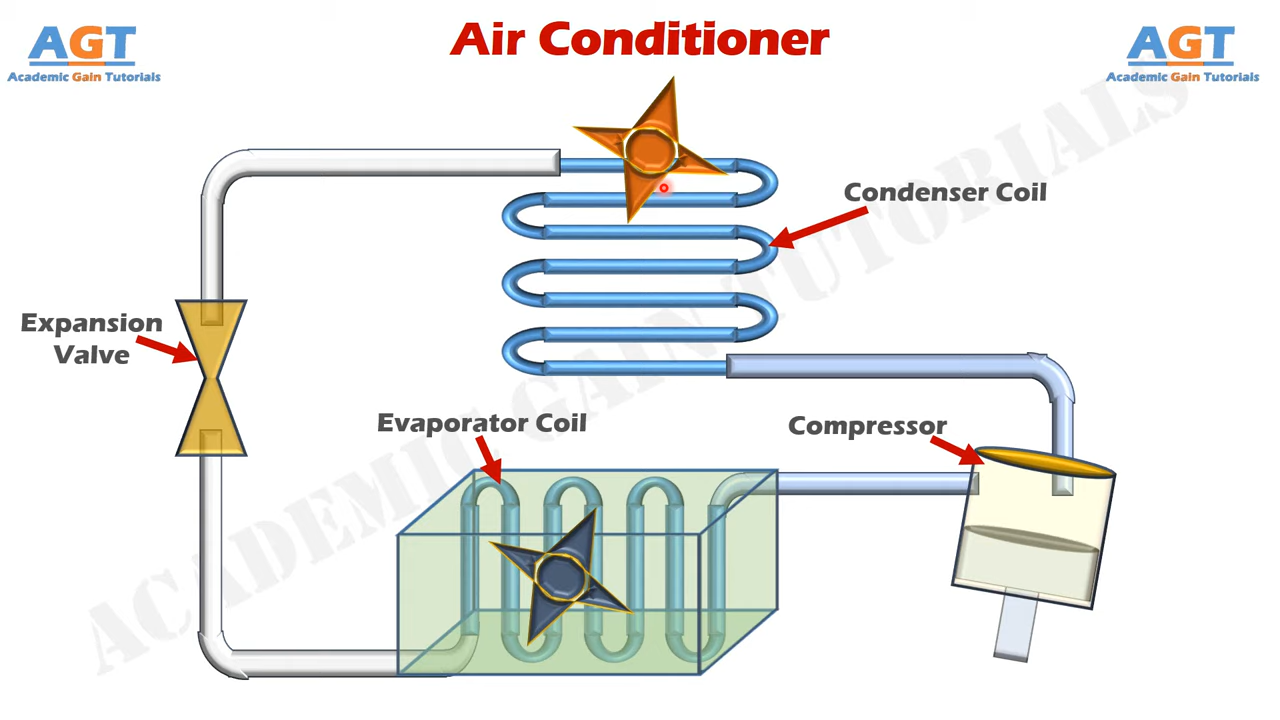 AGT
Academic Gain Tutorials
Air Conditioner
AGT
Academic Gain Tutorials
Condenser Coil
Expansion
Valve
Evaporator Coil
Compressor
ACADEMIC GAIN TUTORIALS